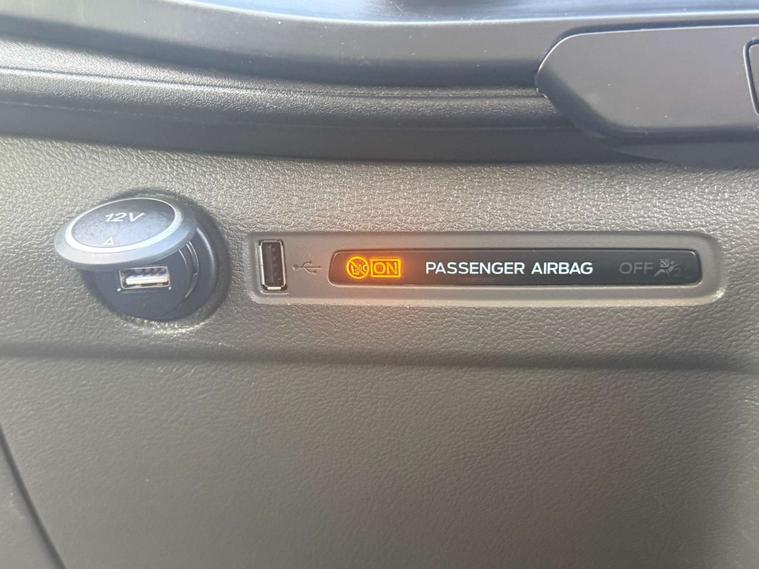 12V
ON PASSENGER AIRBAG OFF